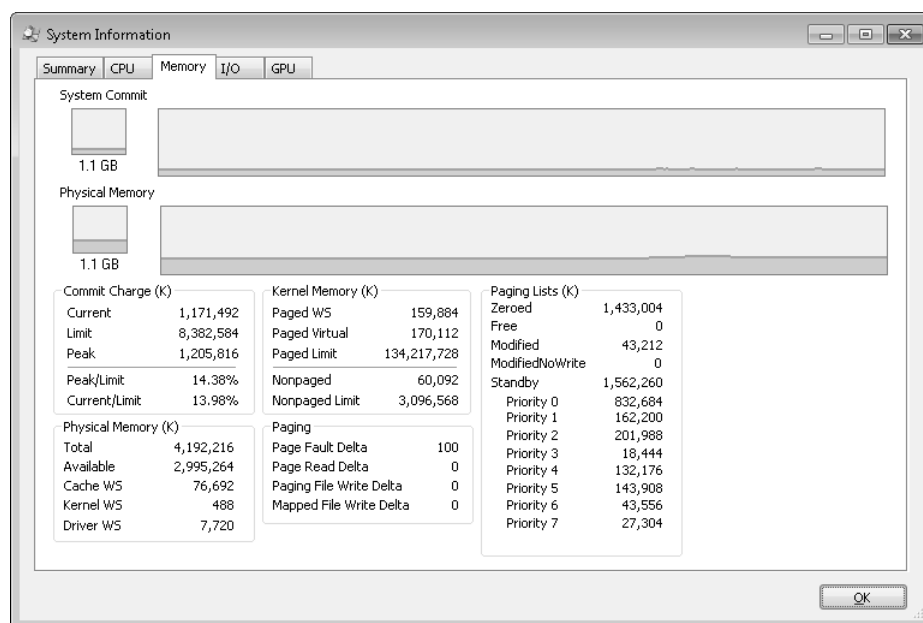 System Information
Summary CPU Memory I/O GPU
System Commit
1.1 GB
Physical Memory
1.1 GB
Commit Charge (K)
Current 1,171,492
Limit 8,382,584
Peak 1,205,816
Peak/Limit 14.38%
Current/Limit 13.98%
Physical Memory (K)
Total 4,192,216
Available 2,995,264
Cache WS 76,692
Kernel WS 488
Driver WS 7,720
Kernel Memory (K)
Paged WS 159,884
Paged Virtual 170,112
Paged Limit 134,217,728
Nonpaged 60,092
Nonpaged Limit 3,096,568
Paging
Page Fault Delta 100
Page Read Delta 0
Paging File Write Delta 0
Mapped File Write Delta 0
Paging Lists (K)
Zeroed 1,433,004
Free 0
Modified 43,212
ModifiedNoWrite 0
Standby 1,562,260
Priority 0 832,684
Priority 1 162,200
Priority 2 201,988
Priority 3 18,444
Priority 4 132,176
Priority 5 143,908
Priority 6 43,556
Priority 7 27,304
OK